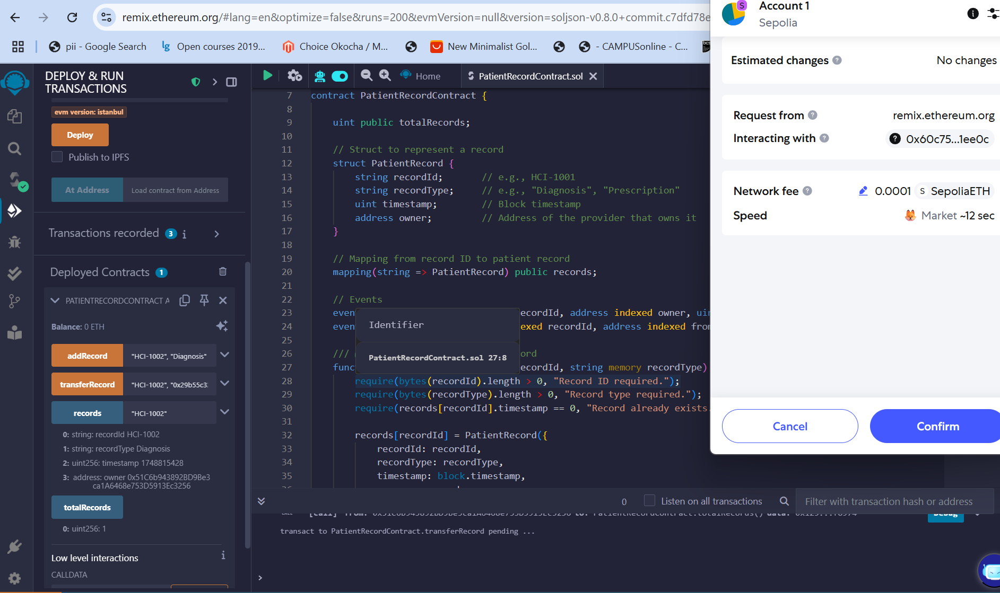 remix.ethereum.org/#lang=en&optimize=false&runs=200&evmVersion=null&version=soljson-v0.8.0+commit.c7dfd78e
pii - Google Search
lg Open courses 2019...
Choice Okocha / M...
New Minimalist Gol...
- CAMPUSonline - C...
DEPLOY & RUN
TRANSACTIONS
evm version: istanbul
Deploy
Publish to IPFS
At Address
Load contract from Address
Transactions recorded 3 i
Deployed Contracts 1
PATIENTRECORDCONTRACT A
Balance: 0 ETH
addRecord "HCI-1002", "Diagnosis"
transferRecord "HCI-1002", "0x29b55c3
records "HCI-1002"
0: string: recordId HCI-1002
1: string: recordType Diagnosis
2: uint256: timestamp 1748815428
3: address: owner 0x51C6b943892BD9Be3
ca1A6468e753D5913Ec3256
totalRecords
0: uint256: 1
Low level interactions i
CALLDATA
Home
PatientRecordContract.sol
7 contract PatientRecordContract {
8
9 uint public totalRecords;
10
11 // Struct to represent a record
12 struct PatientRecord {
13 string recordId; // e.g., HCI-1001
14 string recordType; // e.g., "Diagnosis", "Prescription"
15 uint timestamp; // Block timestamp
16 address owner; // Address of the provider that owns it
17 }
18
19 // Mapping from record ID to patient record
20 mapping(string => PatientRecord) public records;
21
22 // Events
23 even ecordId, address indexed owner, uin
24 even exed recordId, address indexed from
25
26 /// ord
27 func ecordId, string memory recordType)
Identifier
PatientRecordContract.sol 27:8
28 require(bytes(recordId).length > 0, "Record ID required.");
29 require(bytes(recordType).length > 0, "Record type required.");
30 require(records[recordId].timestamp == 0, "Record already exists.
31
32 records[recordId] = PatientRecord({
33 recordId: recordId,
34 recordType: recordType,
35 timestamp: block.timestamp,
0
Listen on all transactions
Filter with transaction hash or address
Debug
transact to PatientRecordContract.transferRecord pending ...
>
S
Account 1
Sepolia
Estimated changes ? No changes
Request from ? remix.ethereum.org
Interacting with ? ? 0x60c75...1ee0c
Network fee ? 0.0001 S SepoliaETH
Speed Market ~12 sec
Cancel
Confirm